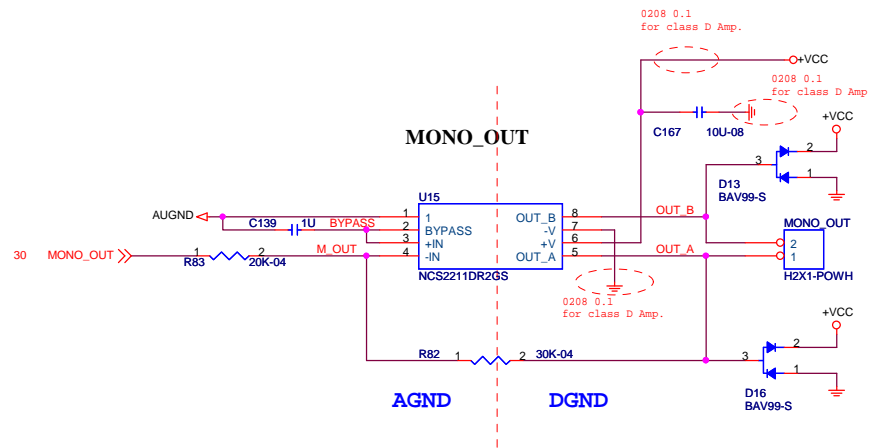 0208 0.1
for class D Amp.
+VCC
0208 0.1
for class D Amp
C167 10U-08
+VCC
MONO_OUT
2
3
1
D13
BAV99-S
U15
AUGND
C139 1U BYPASS
1 1 OUT_B 8 OUT_B
2 BYPASS -V 7
3 +IN +V 6
4 -IN OUT_A 5 OUT_A
MONO_OUT
2
1
H2X1-POWH
30 MONO_OUT 1 2 M_OUT
R83 20K-04
NCS2211DR2GS
0208 0.1
for class D Amp.
+VCC
R82 1 2 30K-04
2
3
1
D16
BAV99-S
AGND DGND